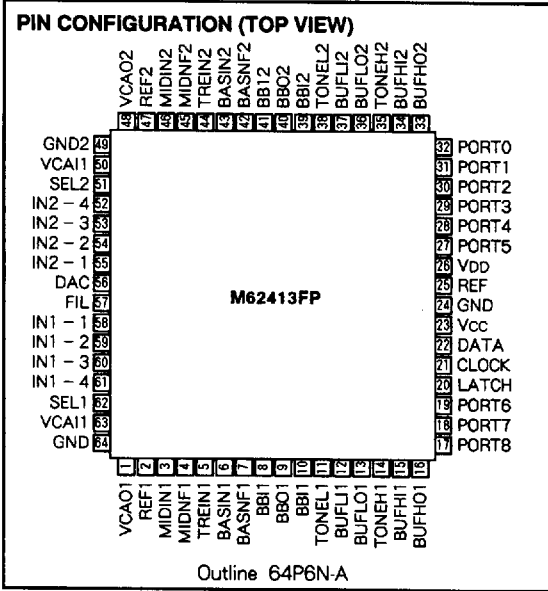 PIN CONFIGURATION (TOP VIEW)
VCAO2
REF2
MIDIN2
MIDNF2
TREIN2
BASIN2
BASNF2
BBI2
BBO2
BBI2
TONEL2
BUFLI2
BUFLO2
TONEH2
BUFHI2
BUFHO2
48 47 46 45 44 43 42 41 40 39 38 37 36 35 34 33
GND2 49
VCAI1 50
SEL2 51
IN2 - 4 52
IN2 - 3 53
IN2 - 2 54
IN2 - 1 55
DAC 56
FIL 57
IN1 - 1 58
IN1 - 2 59
IN1 - 3 60
IN1 - 4 61
SEL1 62
VCAI1 63
GND 64
M62413FP
32 PORT0
31 PORT1
30 PORT2
29 PORT3
28 PORT4
27 PORT5
26 VDD
25 REF
24 GND
23 Vcc
22 DATA
21 CLOCK
20 LATCH
19 PORT6
18 PORT7
17 PORT8
1 2 3 4 5 6 7 8 9 10 11 12 13 14 15 16
VCAO1
REF1
MIDIN1
MIDNF1
TREIN1
BASIN1
BASNF1
BBI1
BBO1
BBI1
TONEL1
BUFLI1
BUFLO1
TONEH1
BUFHI1
BUFHO1
Outline 64P6N-A